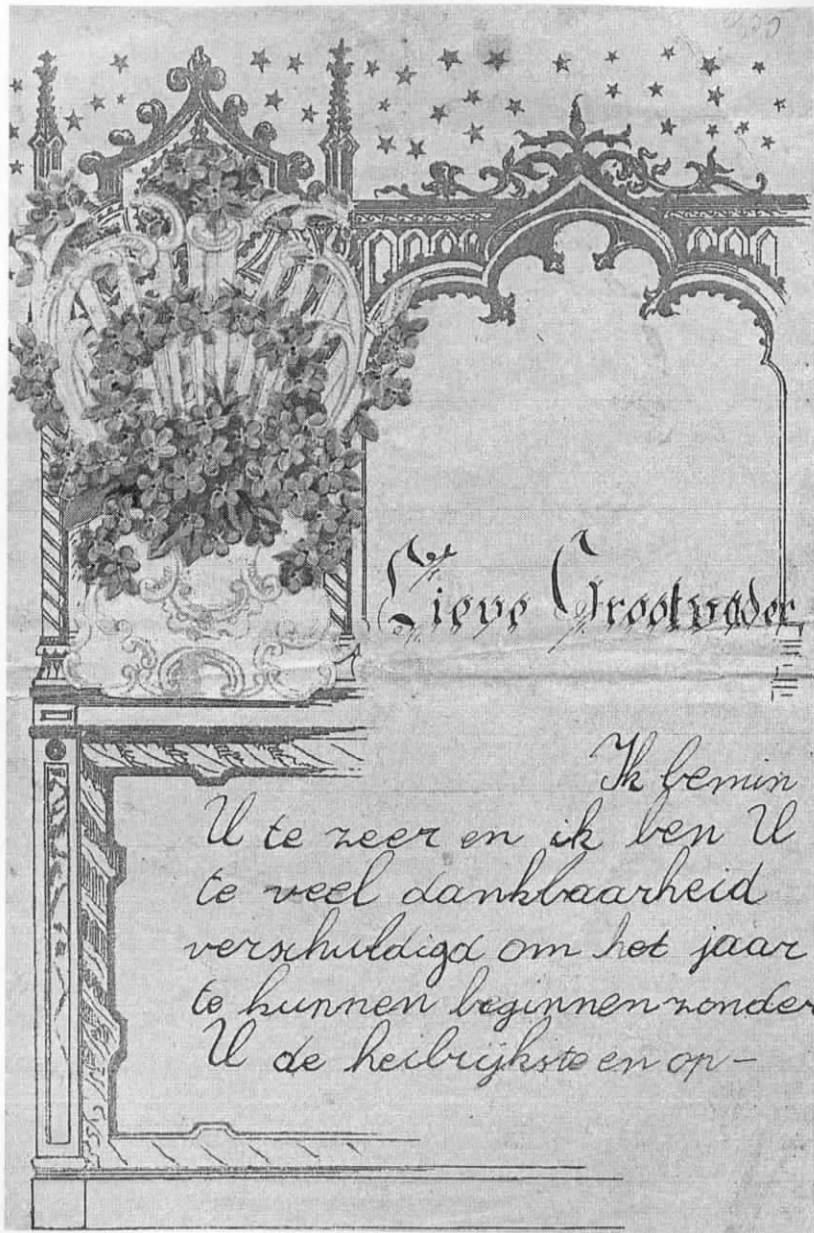 Lieve Grootvader
Ik bemin
U te zeer en ik ben U
te veel dankbaarheid
verschuldigd om het jaar
te kunnen beginnen zonder
U de heilrijkste en op-